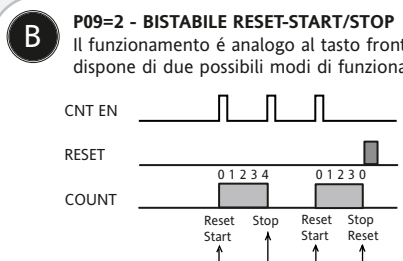 B
P09=2 - BISTABILE RESET-START/STOP
Il funzionamento é analogo al tasto front
dispone di due possibili modi di funziona
CNT EN
RESET
0 1 2 3 4 0 1 2 3 0
COUNT
Reset Stop Reset Stop
Start Start Reset